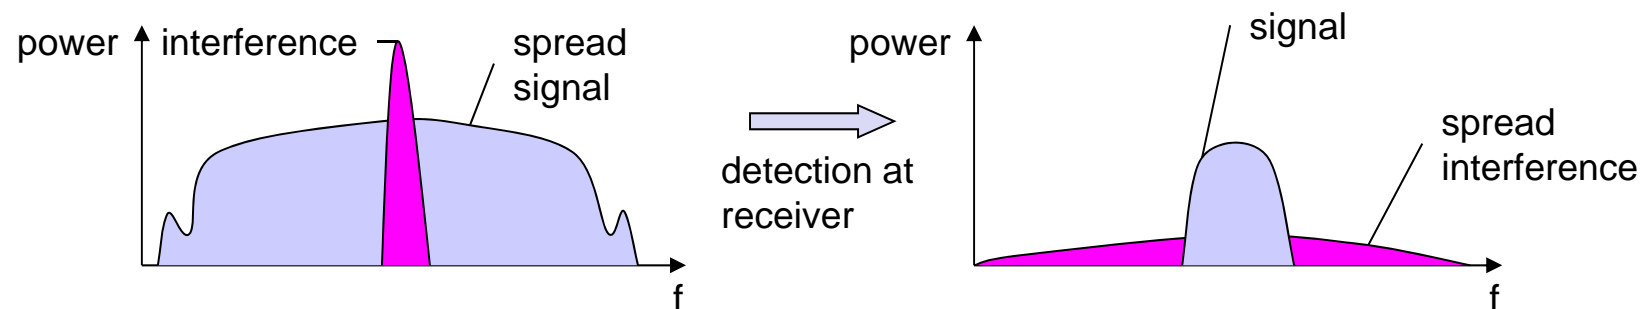 power
interference
spread
signal
f
detection at
receiver
power
signal
spread
interference
f